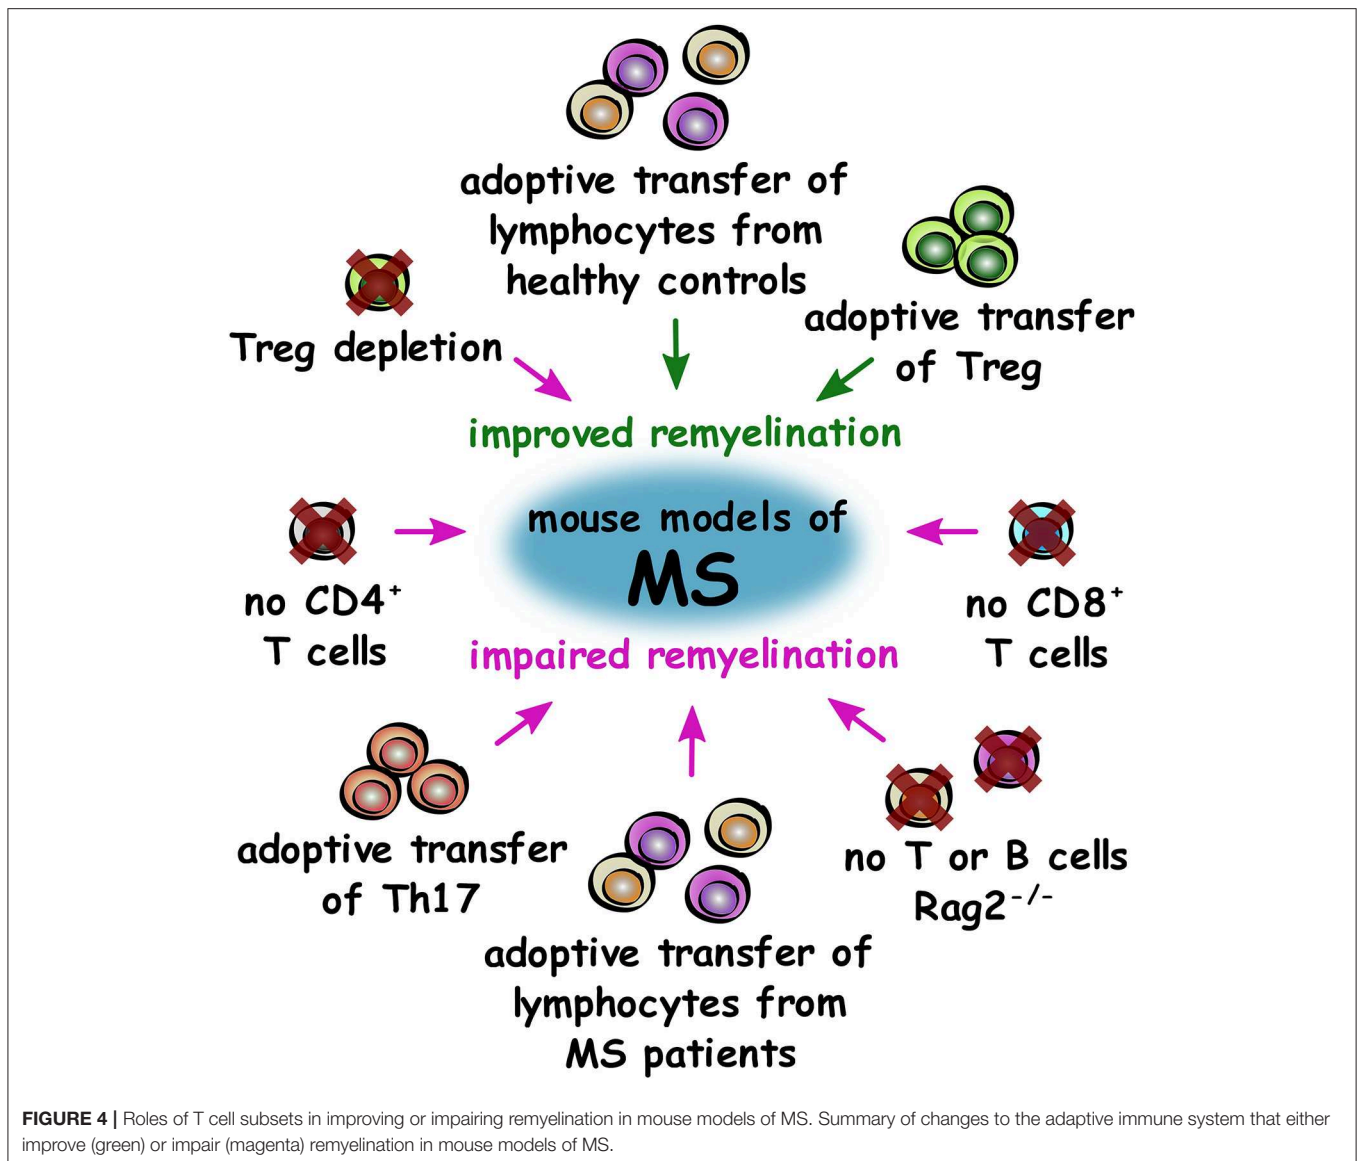 adoptive transfer of
lymphocytes from
healthy controls
Treg depletion
adoptive transfer
of Treg
improved remyelination
mouse models of
MS
no CD4⁺
T cells
no CD8⁺
T cells
impaired remyelination
adoptive transfer
of Th17
no T or B cells
Rag2⁻/⁻
adoptive transfer of
lymphocytes from
MS patients
FIGURE 4 | Roles of T cell subsets in improving or impairing remyelination in mouse models of MS. Summary of changes to the adaptive immune system that either
improve (green) or impair (magenta) remyelination in mouse models of MS.